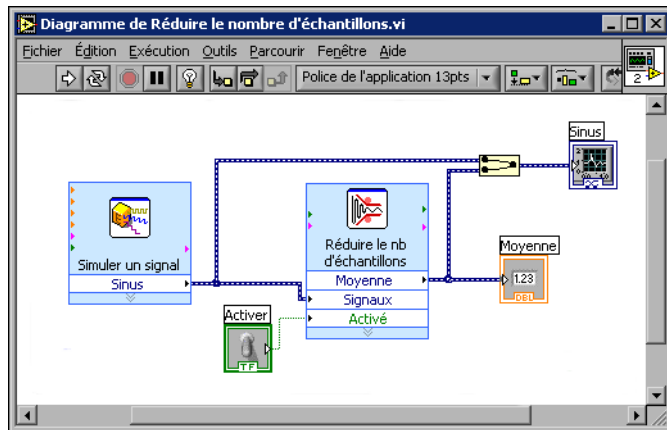 Diagramme de Réduire le nombre d'échantillons.vi
Fichier Édition Exécution Outils Parcourir Fenêtre Aide
Police de l'application 13pts
2
Sinus
Simuler un signal
Sinus
Réduire le nb
d'échantillons
Moyenne
Signaux
Activé
Moyenne
1.23
DBL
Activer
TF